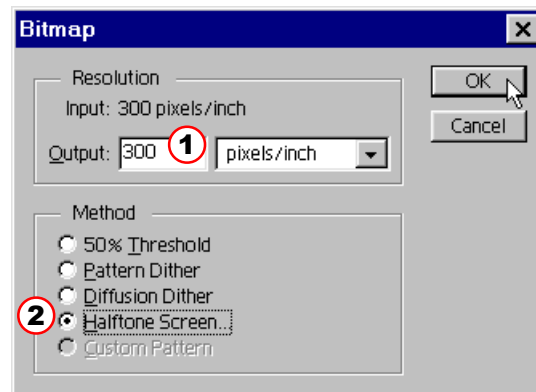 Bitmap
Resolution
Input: 300 pixels/inch
Output: 300 pixels/inch
1
OK
Cancel
Method
50% Threshold
Pattern Dither
Diffusion Dither
2
Halftone Screen...
Custom Pattern